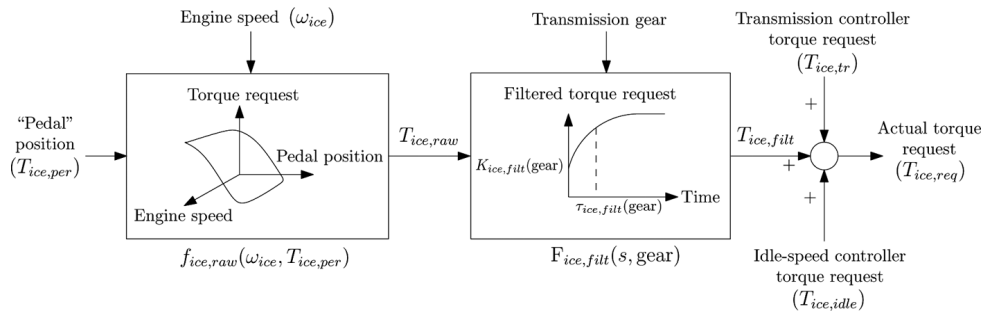 Engine speed (ω_ice)
Transmission gear
Transmission controller
torque request
(T_ice,tr)
“Pedal”
position
(T_ice,per)
Torque request
Pedal position
Engine speed
f_ice,raw(ω_ice, T_ice,per)
T_ice,raw
Filtered torque request
K_ice,filt(gear)
Time
τ_ice,filt(gear)
F_ice,filt(s, gear)
T_ice,filt
+
+
+
Actual torque
request
(T_ice,req)
Idle-speed controller
torque request
(T_ice,idle)